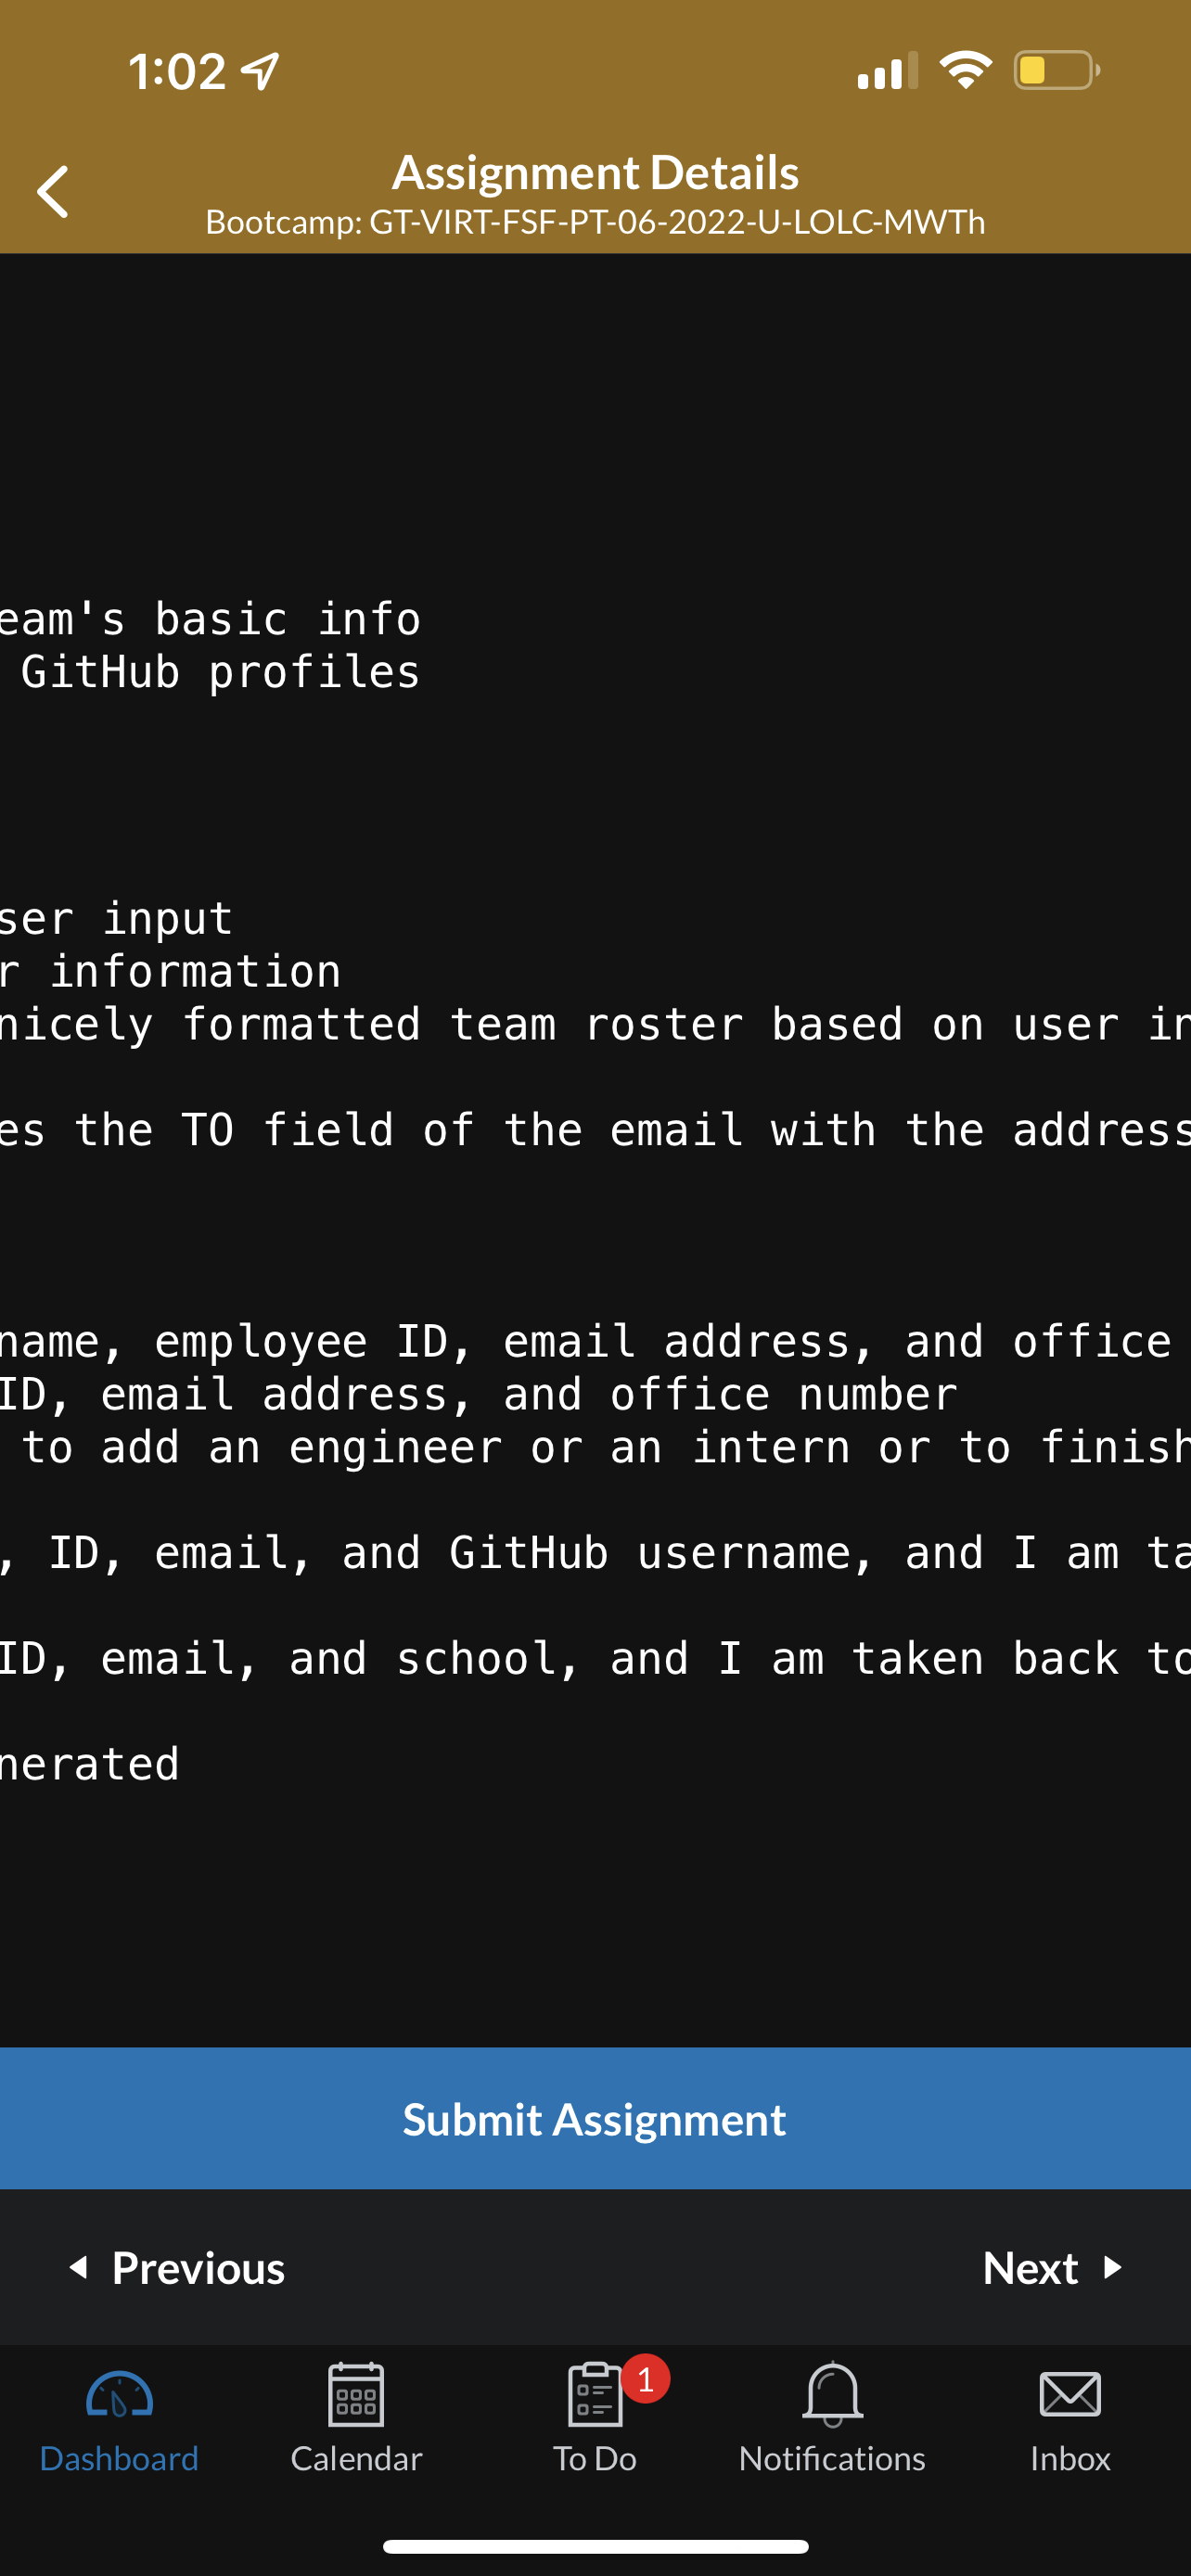 1:02
Assignment Details
Bootcamp: GT-VIRT-FSF-PT-06-2022-U-LOLC-MWTh
eam's basic info
GitHub profiles
ser input
r information
nicely formatted team roster based on user in
es the TO field of the email with the address
name, employee ID, email address, and office
ID, email address, and office number
to add an engineer or an intern or to finish
, ID, email, and GitHub username, and I am ta
ID, email, and school, and I am taken back to
nerated
Submit Assignment
Previous
Next
1
Dashboard
Calendar
To Do
Notifications
Inbox